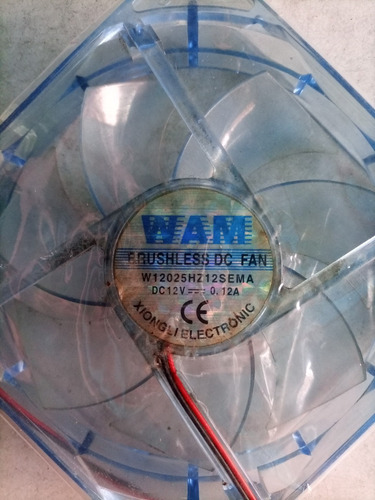 WAM
BRUSHLESS DC FAN
W12025HZ12SEMA
DC12V⎓0.12A
CE
XIONGLI ELECTRONIC